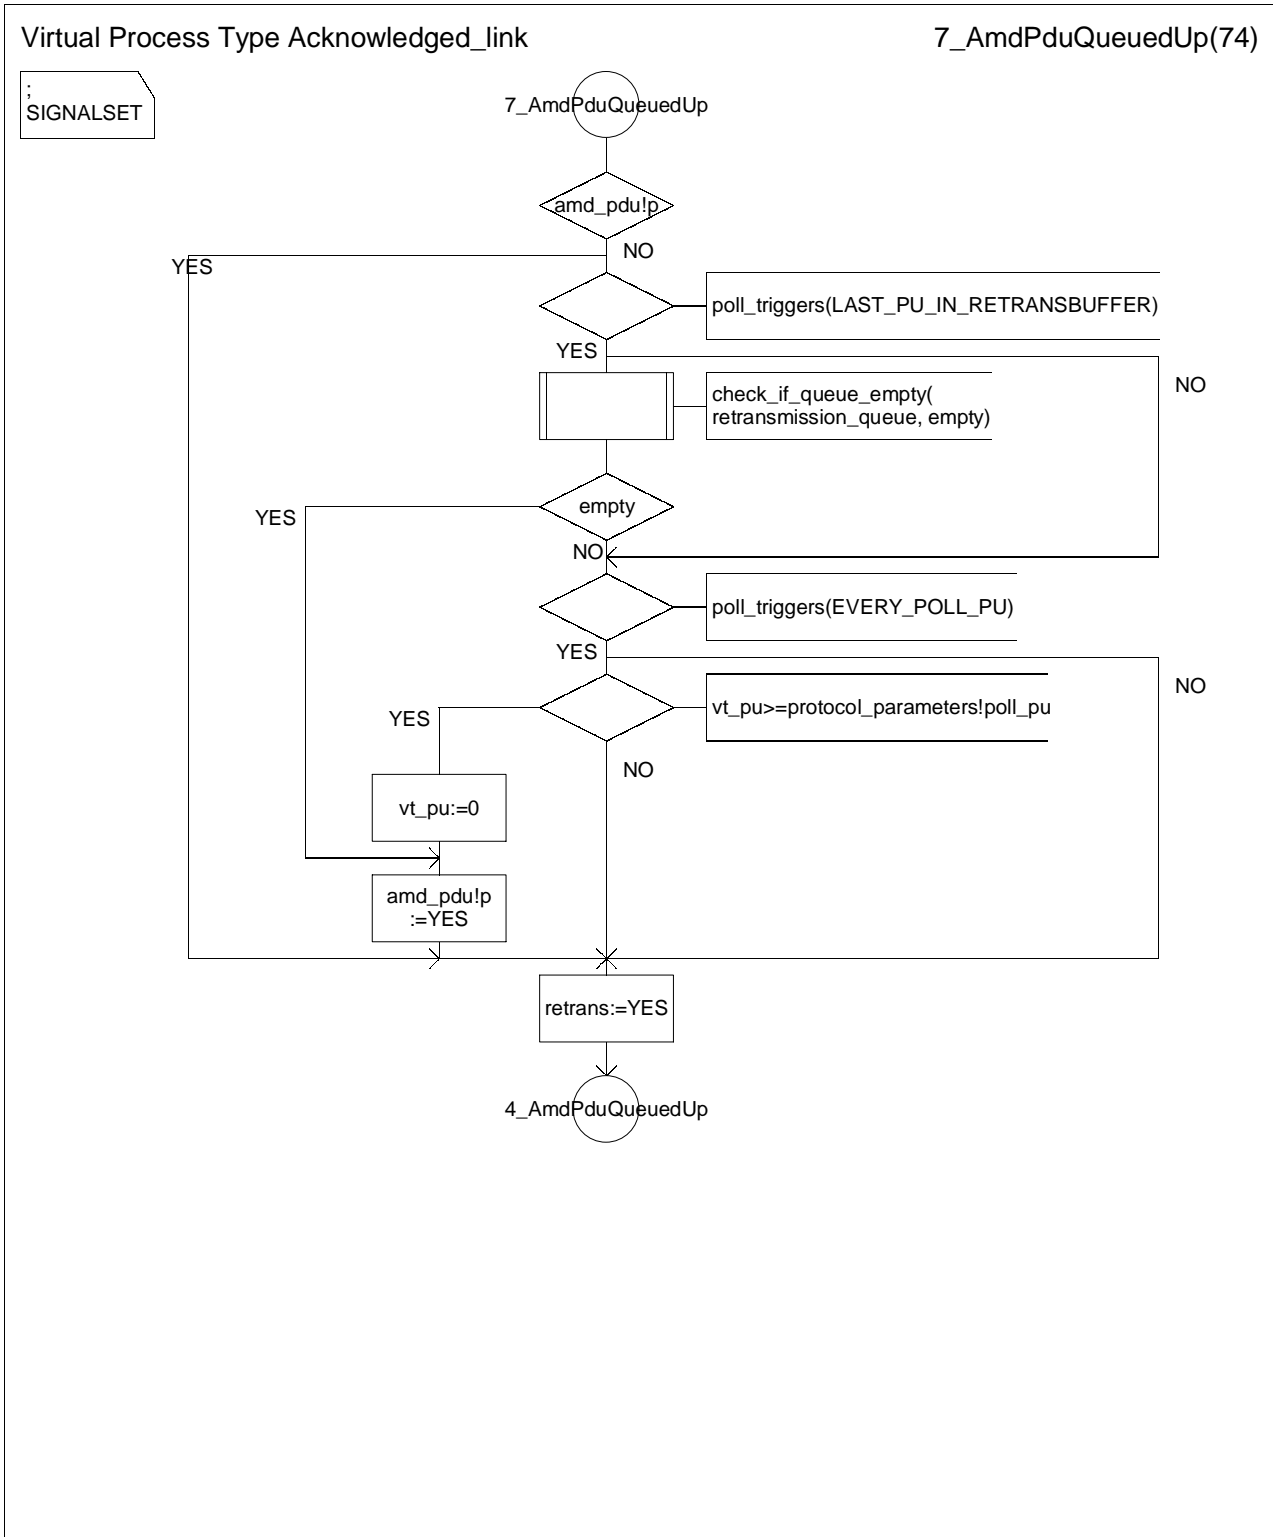 Virtual Process Type Acknowledged_link
7_AmdPduQueuedUp(74)
;
SIGNALSET
7_AmdPduQueuedUp
amd_pdu!p
NO
YES
poll_triggers(LAST_PU_IN_RETRANSBUFFER)
YES
NO
check_if_queue_empty(
retransmission_queue, empty)
empty
YES
NO
poll_triggers(EVERY_POLL_PU)
YES
NO
vt_pu>=protocol_parameters!poll_pu
YES
NO
vt_pu:=0
amd_pdu!p
:=YES
retrans:=YES
4_AmdPduQueuedUp